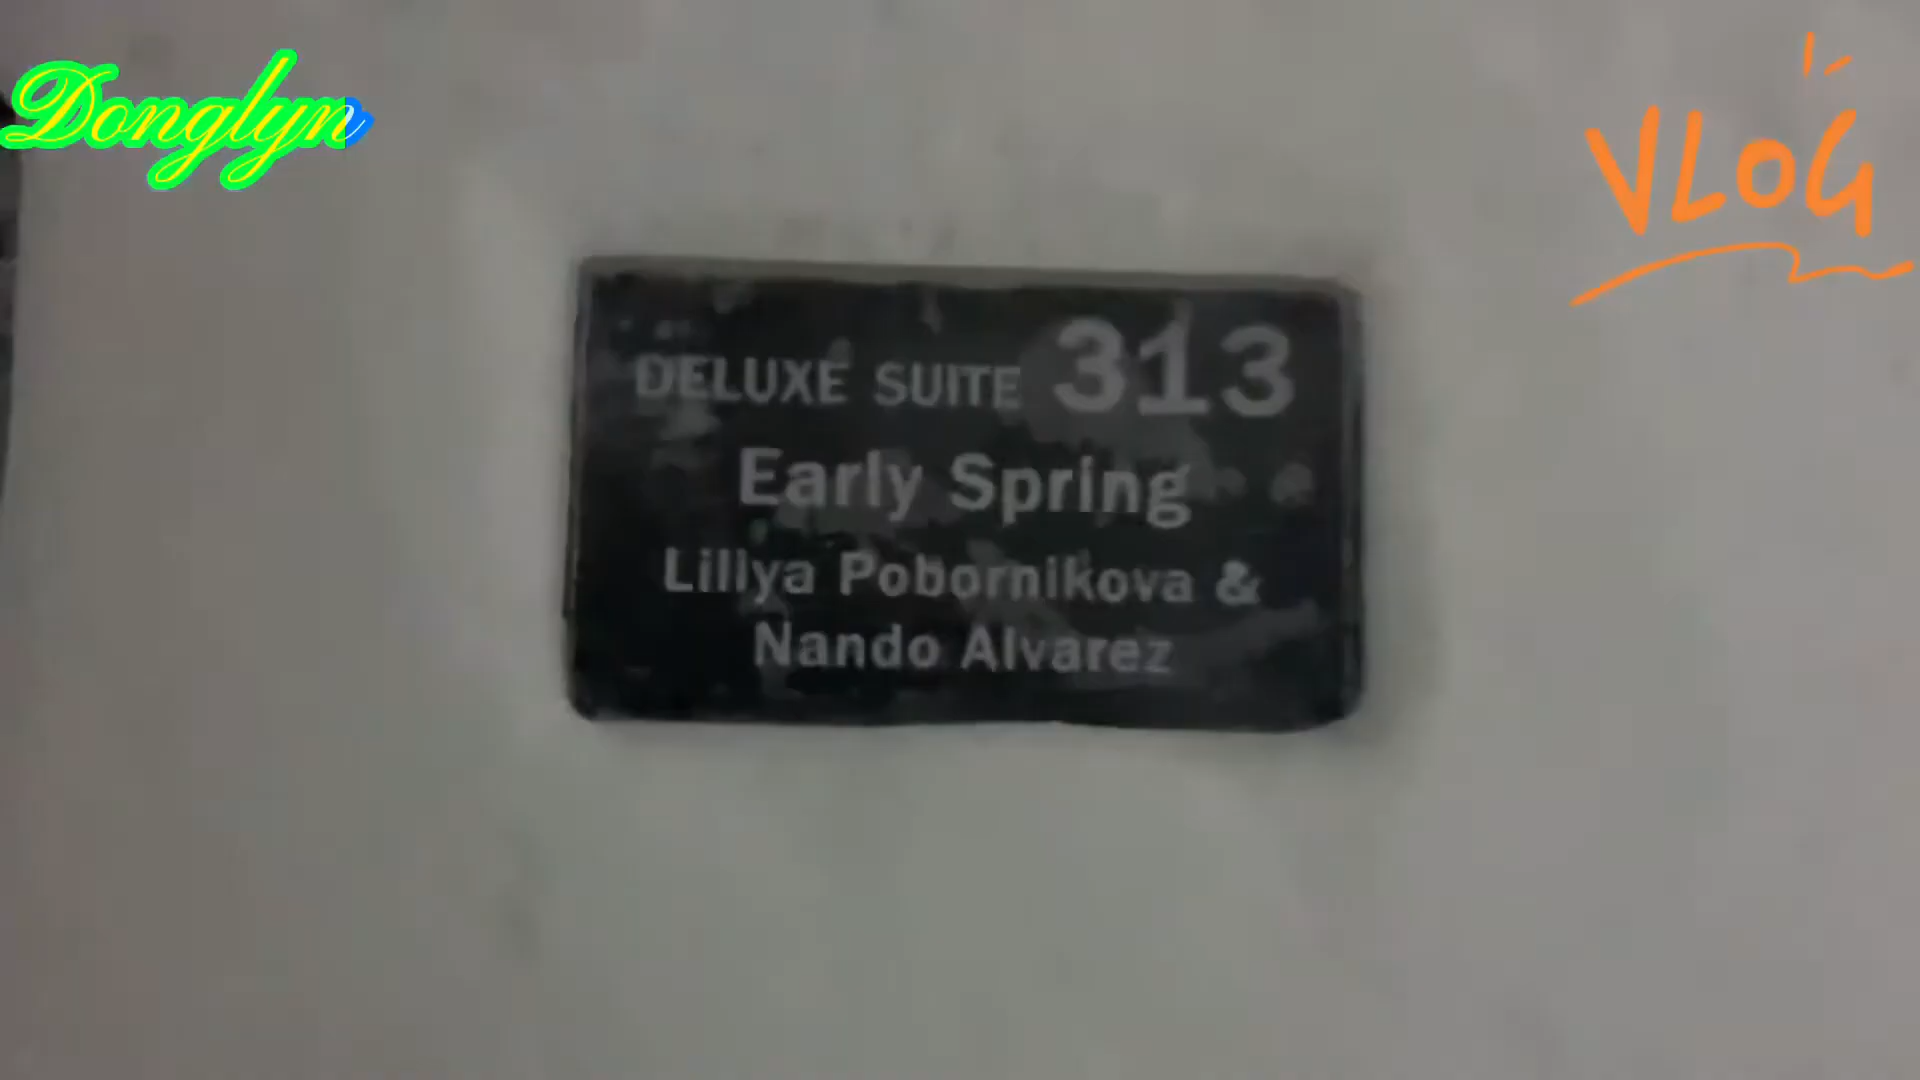 Donglyn
VLOG
DELUXE SUITE 313
Early Spring
Lillya Pobornikova &
Nando Alvarez